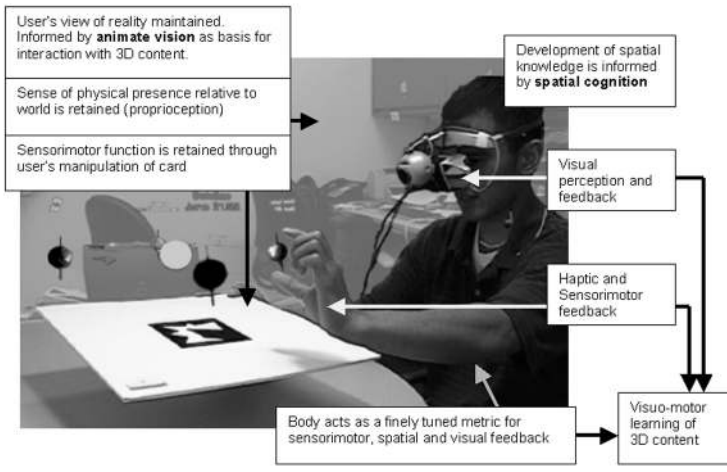 User's view of reality maintained.
Informed by animate vision as basis for
interaction with 3D content.
Sense of physical presence relative to
world is retained (proprioception)
Sensorimotor function is retained through
user's manipulation of card
Development of spatial
knowledge is informed
by spatial cognition
Visual
perception and
feedback
Haptic and
Sensorimotor
feedback
Body acts as a finely tuned metric for
sensorimotor, spatial and visual feedback
Visuo-motor
learning of
3D content